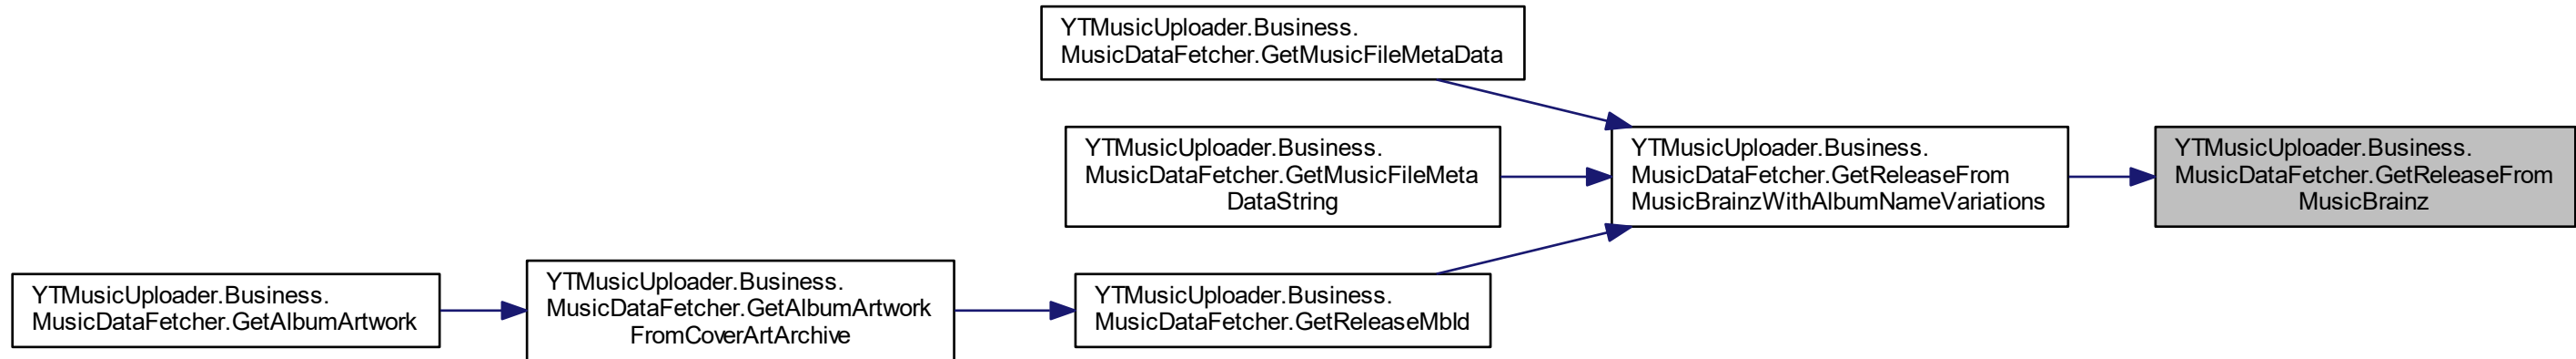 YTMusicUploader.Business.
MusicDataFetcher.GetMusicFileMetaData
YTMusicUploader.Business.
MusicDataFetcher.GetMusicFileMeta
DataString
YTMusicUploader.Business.
MusicDataFetcher.GetReleaseFrom
MusicBrainzWithAlbumNameVariations
YTMusicUploader.Business.
MusicDataFetcher.GetReleaseFrom
MusicBrainz
YTMusicUploader.Business.
MusicDataFetcher.GetAlbumArtwork
YTMusicUploader.Business.
MusicDataFetcher.GetAlbumArtwork
FromCoverArtArchive
YTMusicUploader.Business.
MusicDataFetcher.GetReleaseMbId